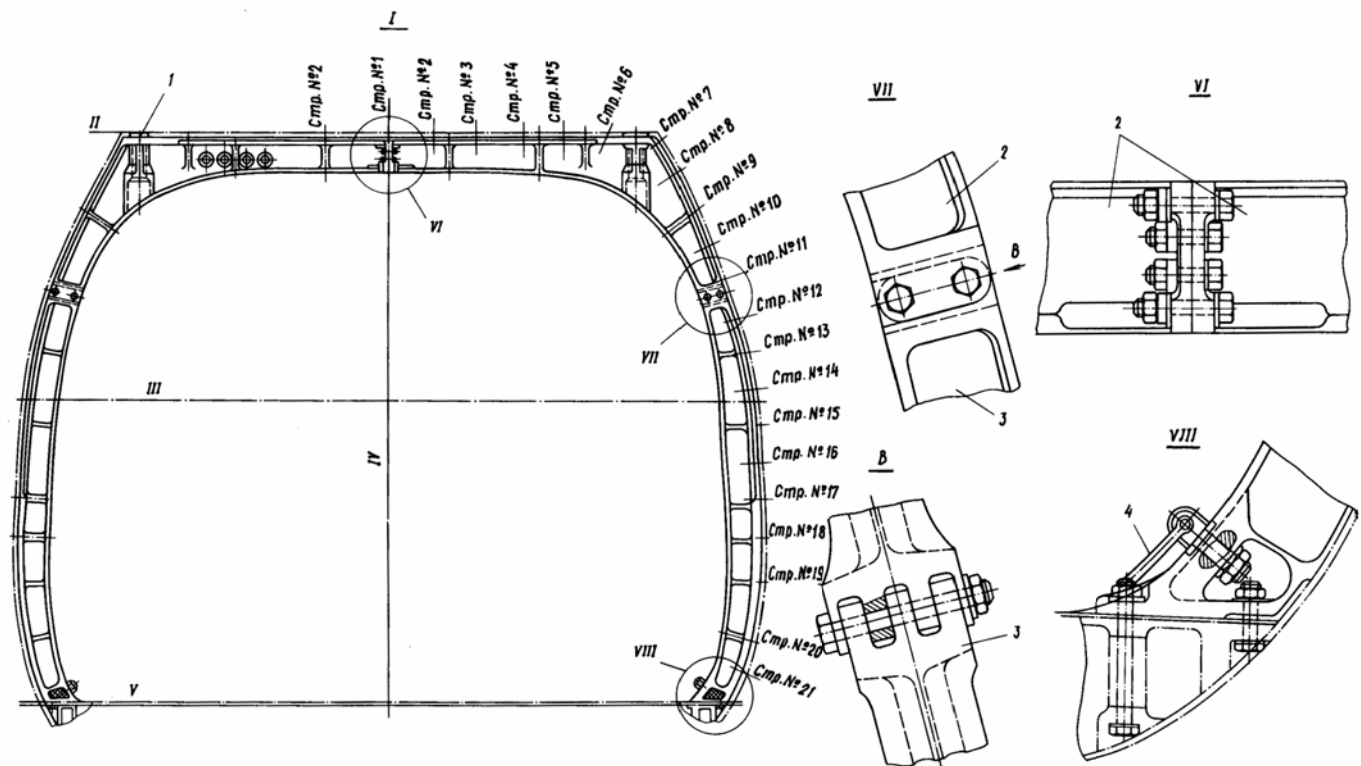 I
1
II
Стр. №2
Стр. №1
Стр. №2
Стр. №3
Стр. №4
Стр. №5
Стр. №6
Стр. №7
Стр. №8
Стр. №9
Стр. №10
Стр. №11
Стр. №12
Стр. №13
Стр. №14
Стр. №15
Стр. №16
Стр. №17
Стр. №18
Стр. №19
Стр. №20
Стр. №21
VI
VII
III
IV
V
VIII
VII
2
В
3
VI
2
В
3
VIII
4